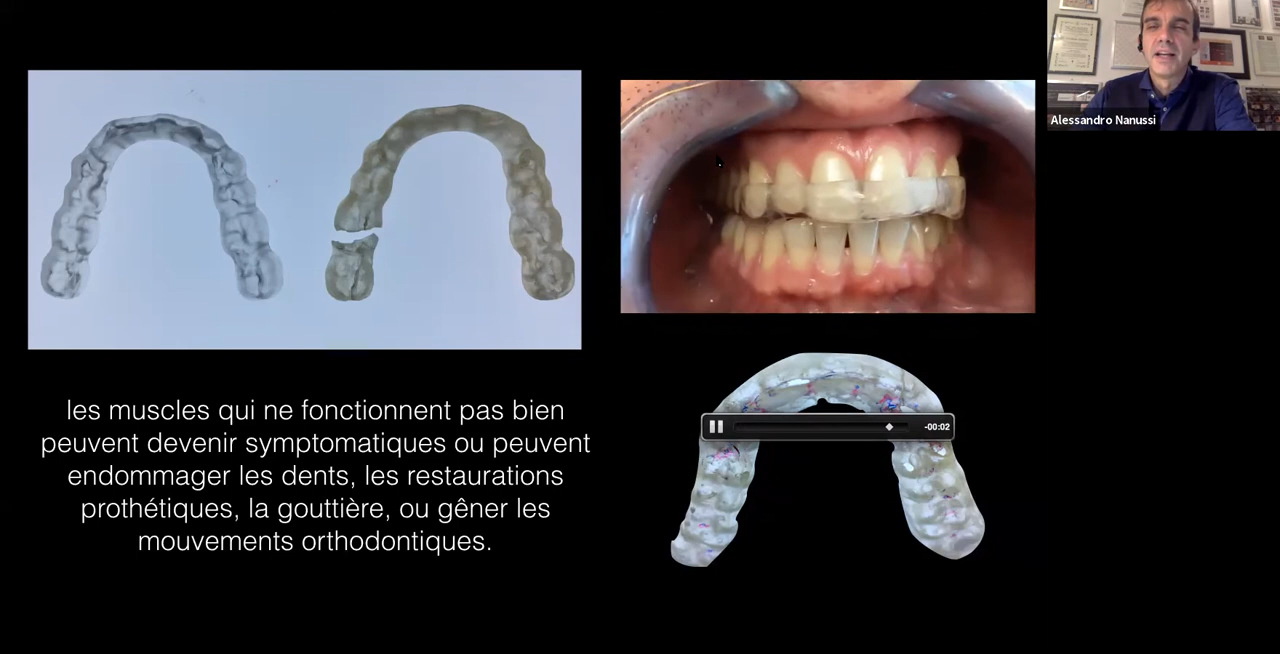 Alessandro Nanussi
les muscles qui ne fonctionnent pas bien
peuvent devenir symptomatiques ou peuvent
endommager les dents, les restaurations
prothétiques, la gouttière, ou gêner les
mouvements orthodontiques.
-00:02